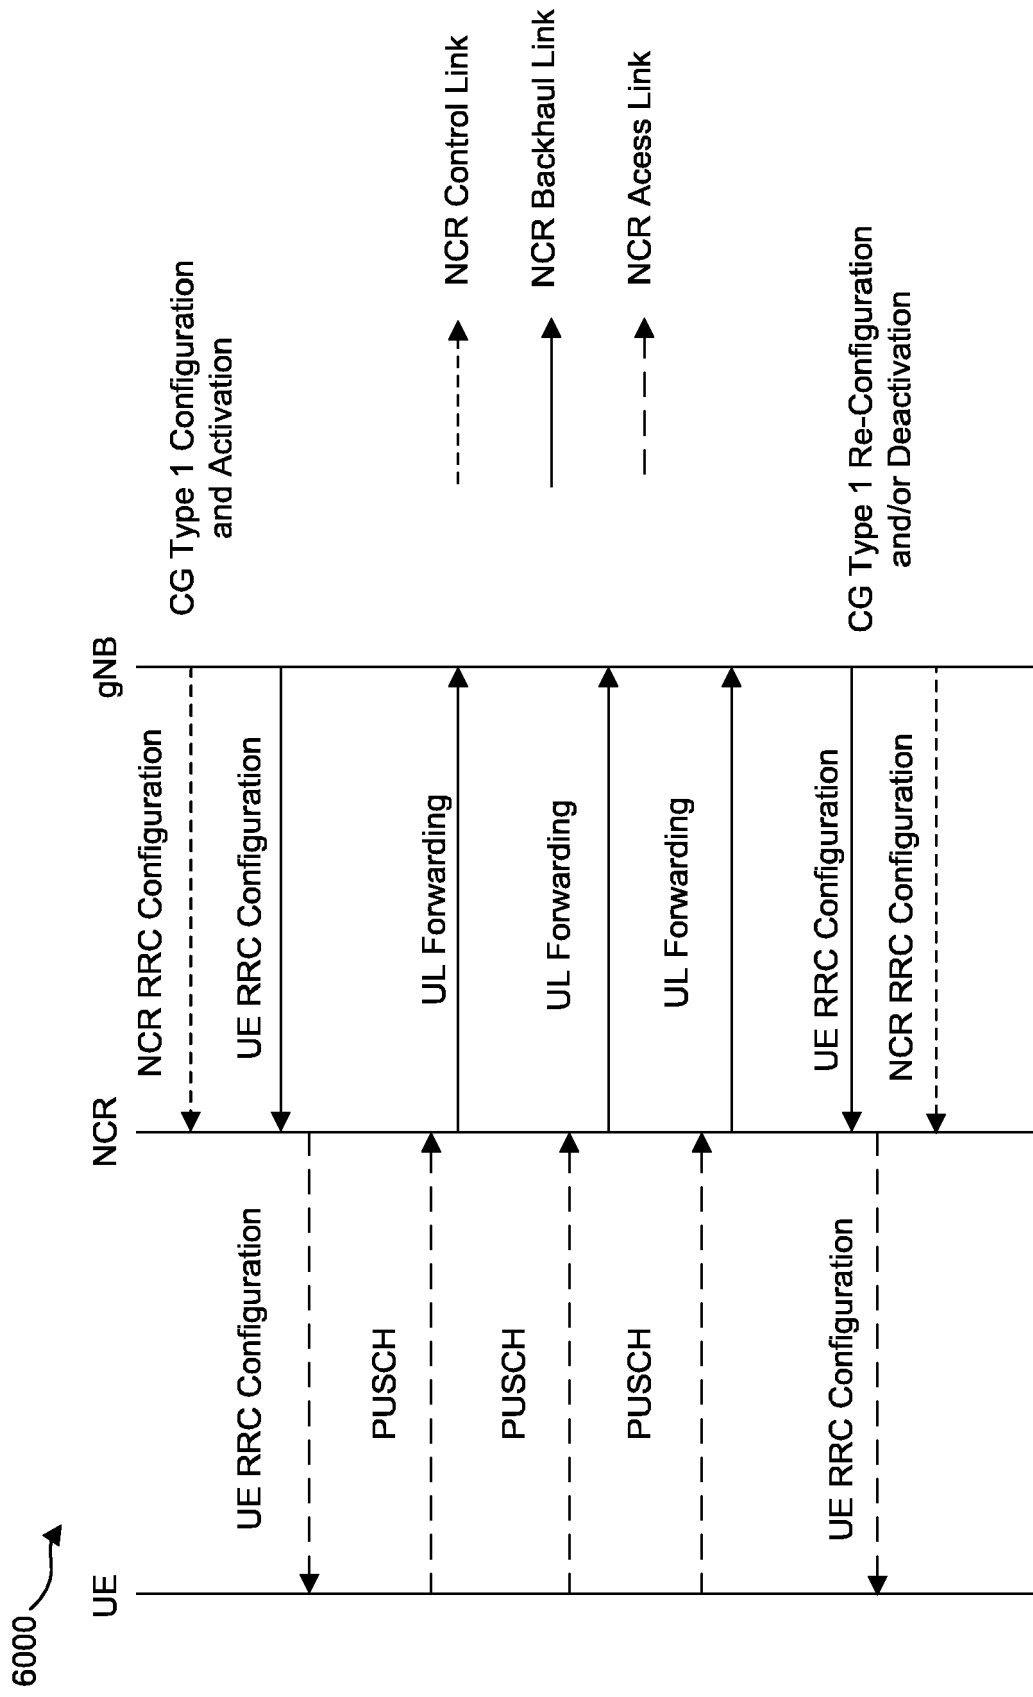 6000
UE
NCR
gNB
NCR RRC Configuration
CG Type 1 Configuration
and Activation
UE RRC Configuration
UE RRC Configuration
PUSCH
UL Forwarding
NCR Control Link
PUSCH
UL Forwarding
NCR Backhaul Link
PUSCH
UL Forwarding
NCR Acess Link
UE RRC Configuration
UE RRC Configuration
CG Type 1 Re-Configuration
and/or Deactivation
NCR RRC Configuration